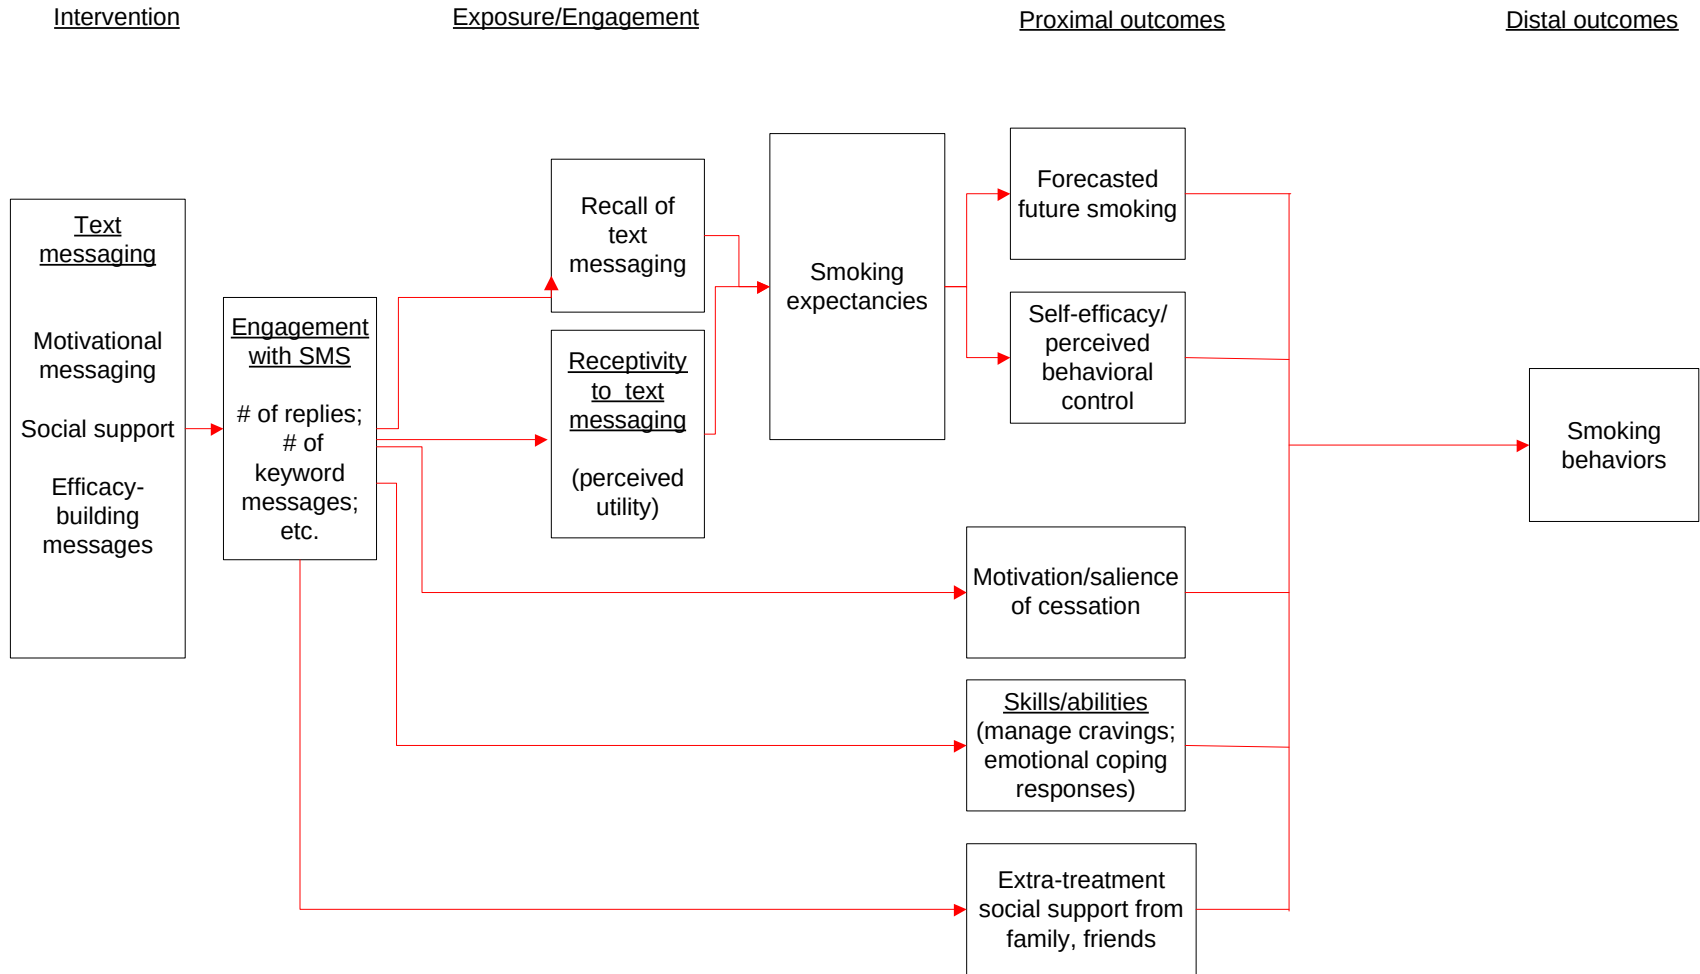 Intervention
Exposure/Engagement
Proximal outcomes
Distal outcomes
Text
messaging
Motivational
messaging
Social support
Efficacy-
building
messages
Engagement
with SMS
# of replies;
# of
keyword
messages;
etc.
Recall of
text
messaging
Receptivity
to text
messaging
(perceived
utility)
Smoking
expectancies
Forecasted
future smoking
Self-efficacy/
perceived
behavioral
control
Motivation/salience
of cessation
Skills/abilities
(manage cravings;
emotional coping
responses)
Extra-treatment
social support from
family, friends
Smoking
behaviors